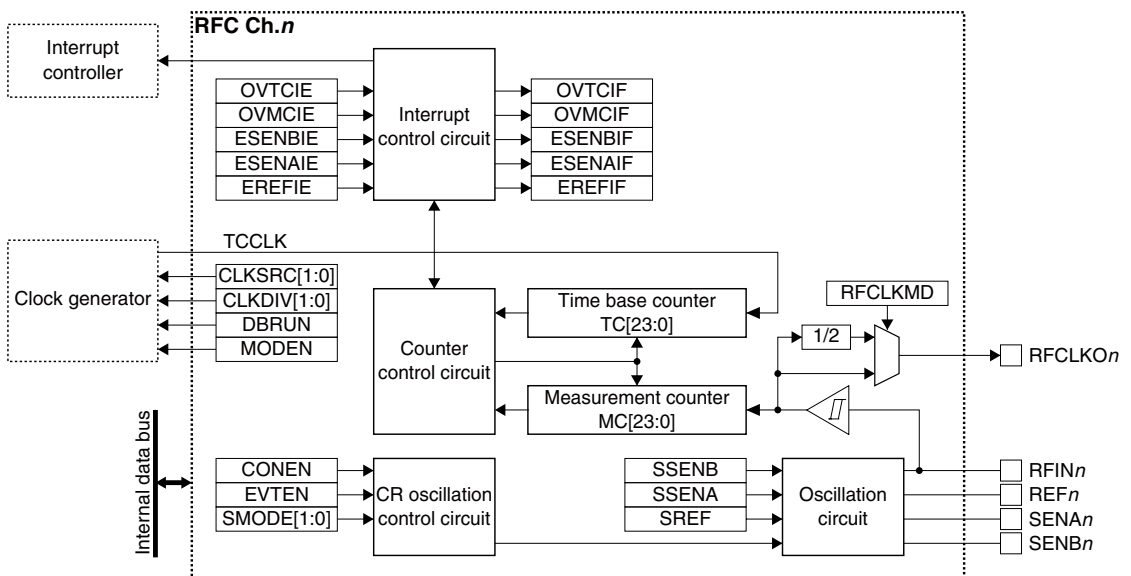 RFC Ch.n
Interrupt
controller
OVTCIE
OVMCIE
ESENBIE
ESENAIE
EREFIE
Interrupt
control circuit
OVTCIF
OVMCIF
ESENBIF
ESENAIF
EREFIF
TCCLK
Clock generator
CLKSRC[1:0]
CLKDIV[1:0]
DBRUN
MODEN
Counter
control circuit
Time base counter
TC[23:0]
Measurement counter
MC[23:0]
RFCLKMD
1/2
RFCLKOn
Internal data bus
CONEN
EVTEN
SMODE[1:0]
CR oscillation
control circuit
SSENB
SSENA
SREF
Oscillation
circuit
RFINn
REFn
SENAn
SENBn